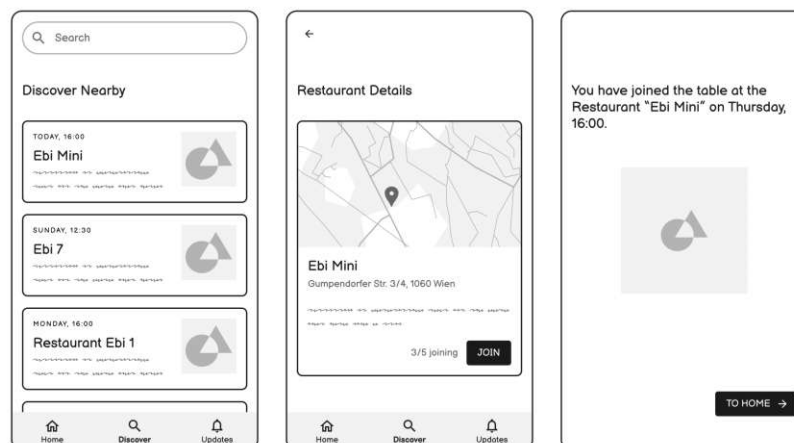 Search
Discover Nearby
TODAY, 16:00
Ebi Mini
SUNDAY, 12:30
Ebi 7
MONDAY, 16:00
Restaurant Ebi 1
Home
Discover
Updates
Restaurant Details
Ebi Mini
Gumpendorfer Str. 3/4, 1060 Wien
3/5 joining
JOIN
Home
Discover
Updates
You have joined the table at the
Restaurant “Ebi Mini” on Thursday,
16:00.
TO HOME →